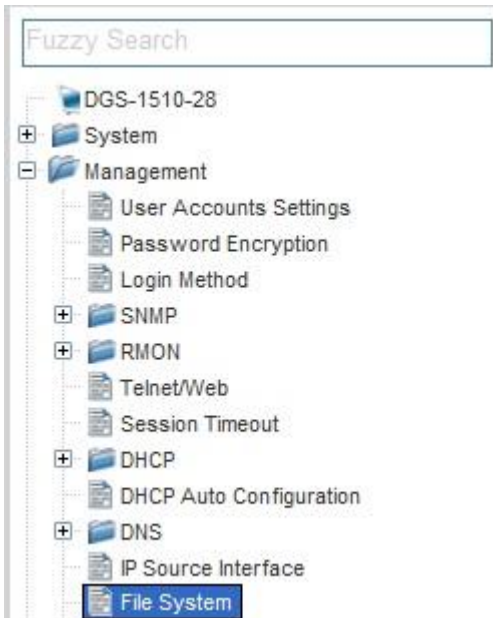 Fuzzy Search
DGS-1510-28
System
Management
User Accounts Settings
Password Encryption
Login Method
SNMP
RMON
Telnet/Web
Session Timeout
DHCP
DHCP Auto Configuration
DNS
IP Source Interface
File System